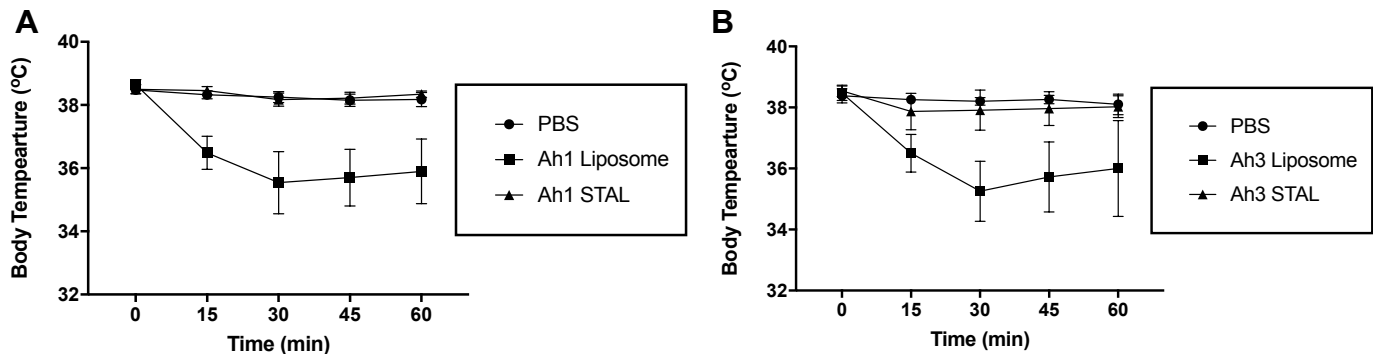 A
Body Tempearture (ºC)
40
38
36
34
32
0 15 30 45 60
Time (min)
PBS
Ah1 Liposome
Ah1 STAL
B
Body Tempearture (ºC)
40
38
36
34
32
0 15 30 45 60
Time (min)
PBS
Ah3 Liposome
Ah3 STAL